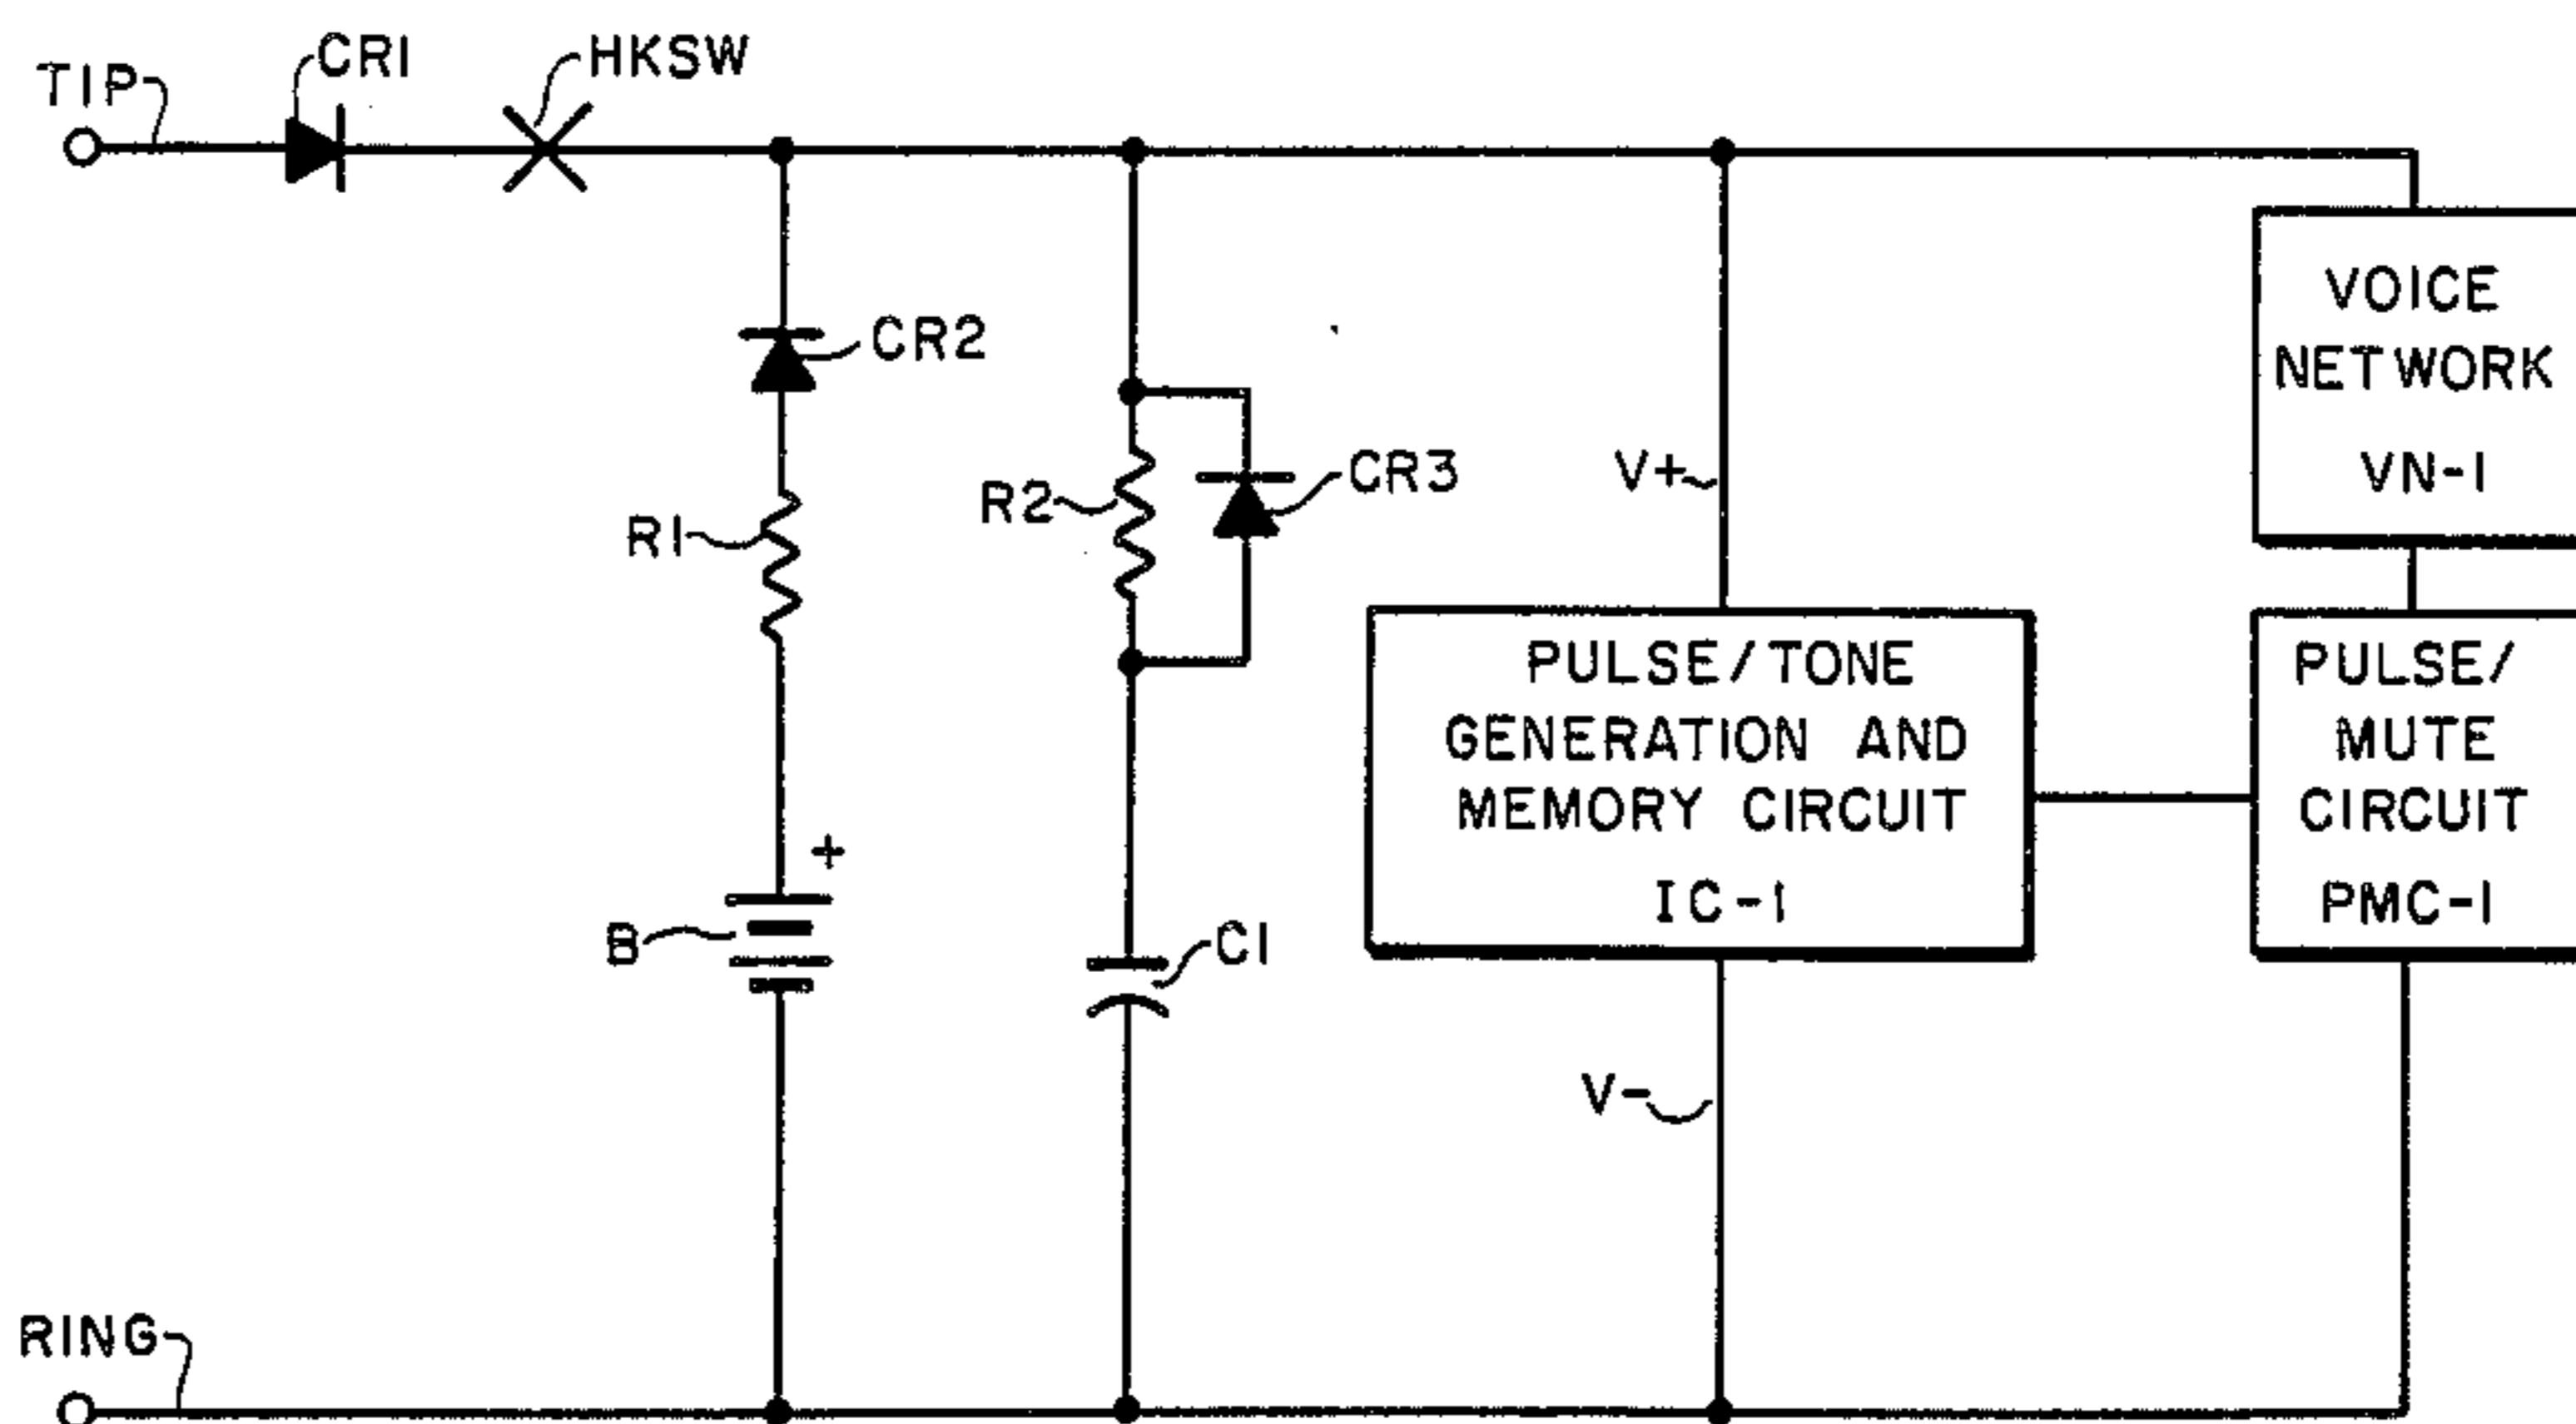 TIP
CR1
HKSW
CR2
R1
+
B
R2
CR3
C1
V+
PULSE/TONE
GENERATION AND
MEMORY CIRCUIT
IC-1
V-
VOICE
NETWORK
VN-1
PULSE/
MUTE
CIRCUIT
PMC-1
RING